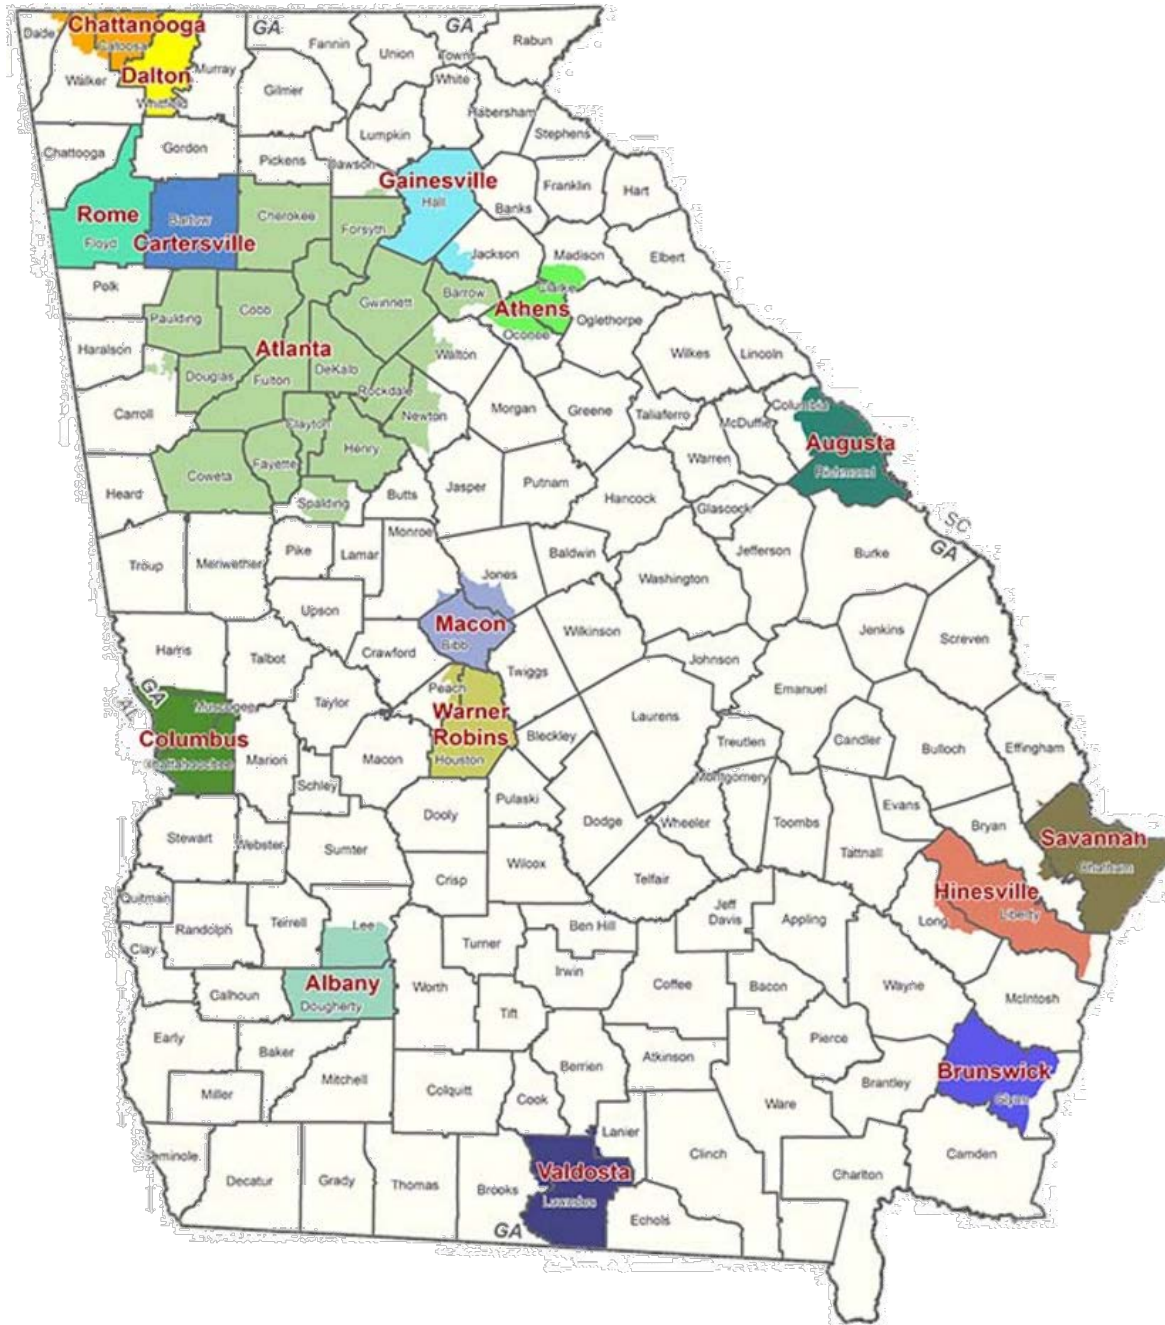 Chattanooga
GA
GA
Dade
Catoosa
Fannin
Union
Towns
Rabun
Walker
Dalton
Murray
Gilmer
White
Habersham
Whitfield
Lumpkin
Stephens
Chattooga
Gordon
Pickens
Dawson
Gainesville
Hall
Banks
Franklin
Hart
Rome
Floyd
Bartow
Cartersville
Cherokee
Forsyth
Jackson
Madison
Elbert
Polk
Paulding
Cobb
Gwinnett
Barrow
Clarke
Athens
Oconee
Oglethorpe
Haralson
Atlanta
Walton
Wilkes
Lincoln
Douglas
Fulton
DeKalb
Rockdale
Carroll
Clayton
Newton
Morgan
Greene
Taliaferro
McDuffie
Columbia
Augusta
Richmond
Henry
Fayette
Coweta
Warren
Heard
Spalding
Butts
Jasper
Putnam
Hancock
Glascock
SC
GA
Troup
Meriwether
Pike
Lamar
Monroe
Jones
Baldwin
Washington
Jefferson
Burke
Upson
Macon
Bibb
Wilkinson
Jenkins
Screven
Harris
Talbot
Crawford
Twiggs
Johnson
GA
AL
Muscogee
Taylor
Peach
Warner
Robins
Houston
Laurens
Emanuel
Columbus
Chattahoochee
Marion
Macon
Bleckley
Treutlen
Candler
Bulloch
Effingham
Schley
Dooly
Pulaski
Montgomery
Stewart
Webster
Sumter
Dodge
Wheeler
Toombs
Evans
Bryan
Savannah
Chatham
Crisp
Wilcox
Telfair
Tattnall
Hinesville
Liberty
Long
Quitman
Randolph
Terrell
Lee
Turner
Ben Hill
Jeff
Davis
Appling
Clay
Albany
Dougherty
Calhoun
Worth
Irwin
Tift
Coffee
Bacon
Wayne
McIntosh
Early
Baker
Mitchell
Colquitt
Berrien
Atkinson
Pierce
Brunswick
Glynn
Miller
Cook
Ware
Brantley
Seminole
Decatur
Grady
Thomas
Brooks
Valdosta
Lowndes
Lanier
Clinch
Charlton
Camden
Echols
GA